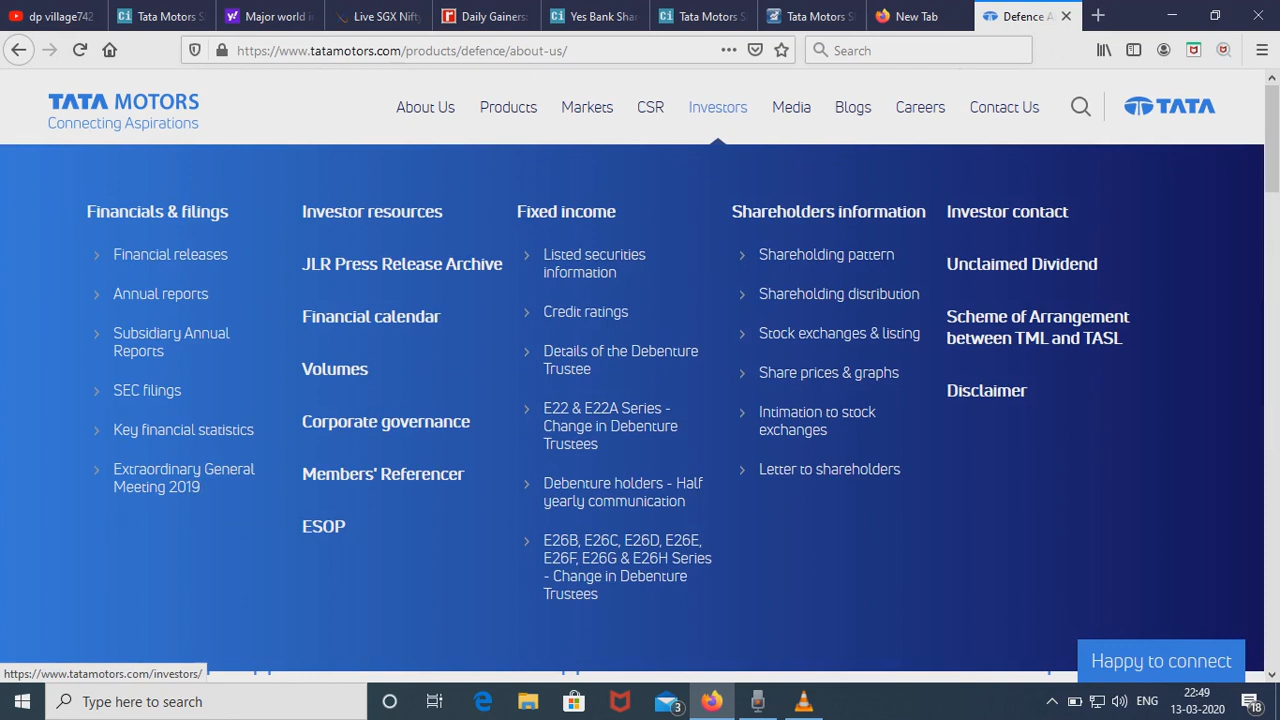 dp village742
Tata Motors S
Major world in
Live SGX Nifty
Daily Gainers
Yes Bank Shar
Tata Motors S
Tata Motors S
New Tab
Defence A
https://www.tatamotors.com/products/defence/about-us/
Search
TATA MOTORS
Connecting Aspirations
About Us
Products
Markets
CSR
Investors
Media
Blogs
Careers
Contact Us
TATA
Financials & filings
Financial releases
Annual reports
Subsidiary Annual
Reports
SEC filings
Key financial statistics
Extraordinary General
Meeting 2019
Investor resources
JLR Press Release Archive
Financial calendar
Volumes
Corporate governance
Members' Referencer
ESOP
Fixed income
Listed securities
information
Credit ratings
Details of the Debenture
Trustee
E22 & E22A Series -
Change in Debenture
Trustees
Debenture holders - Half
yearly communication
E26B, E26C, E26D, E26E,
E26F, E26G & E26H Series
- Change in Debenture
Trustees
Shareholders information
Shareholding pattern
Shareholding distribution
Stock exchanges & listing
Share prices & graphs
Intimation to stock
exchanges
Letter to shareholders
Investor contact
Unclaimed Dividend
Scheme of Arrangement
between TML and TASL
Disclaimer
Happy to connect
https://www.tatamotors.com/investors/
Type here to search
3
ENG
22:49
13-03-2020
18